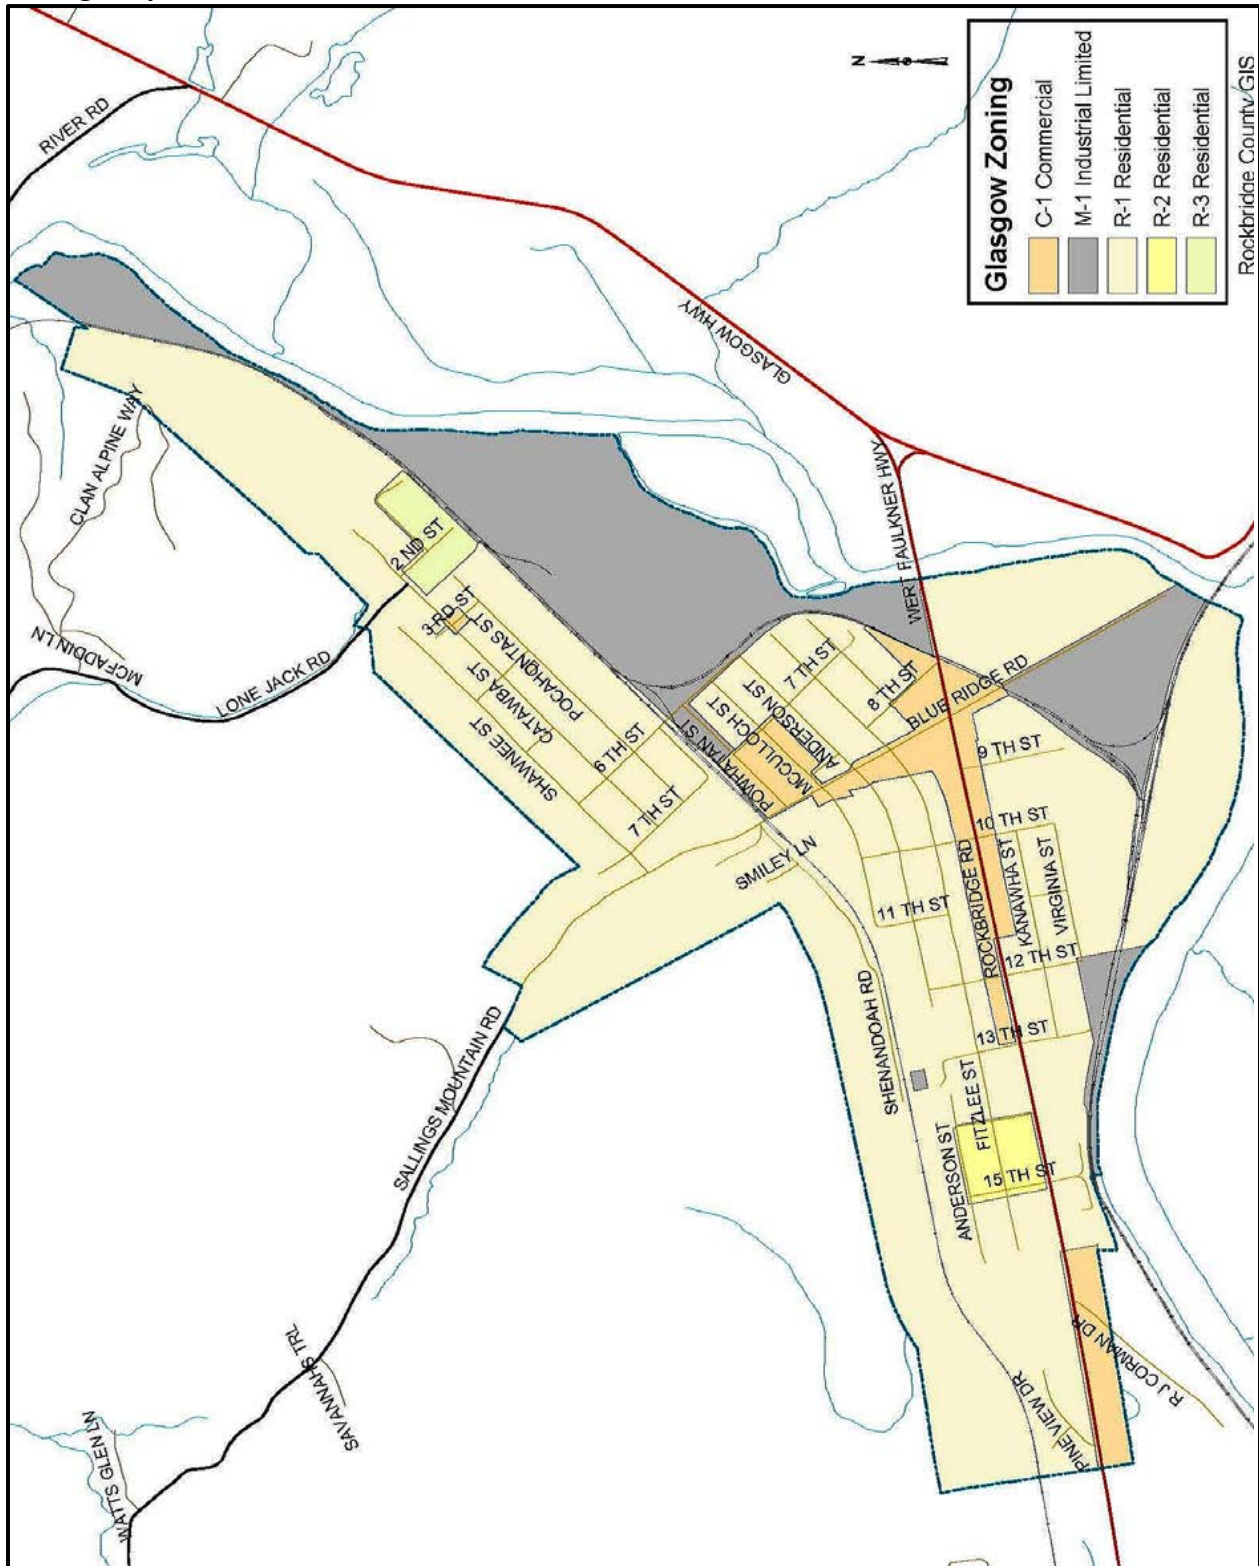 RIVER RD
CLAN ALPINE WAY
MCFADDIN LN
LONE JACK RD
2 ND ST
3 RD ST
POCAHONTAS ST
CATAWBA ST
SHAWNEE ST
6 TH ST
7 TH ST
GLASGOW HWY
WERT FAULKNER HWY
POWHATAN ST
MCCULLOCH ST
ANDERSON ST
7 TH ST
8 TH ST
BLUE RIDGE RD
SMILEY LN
9 TH ST
10 TH ST
11 TH ST
ROCKBRIDGE RD
KANAWHA ST
VIRGINIA ST
12 TH ST
13 TH ST
SHENANDOAH RD
SALLINGS MOUNTAIN RD
FITZLEE ST
ANDERSON ST
15 TH ST
SAVANNAHS TRL
WATTS GLEN LN
PINE VIEW DR
R J CORMAN DR
N
Glasgow Zoning
C-1 Commercial
M-1 Industrial Limited
R-1 Residential
R-2 Residential
R-3 Residential
Rockbridge County GIS